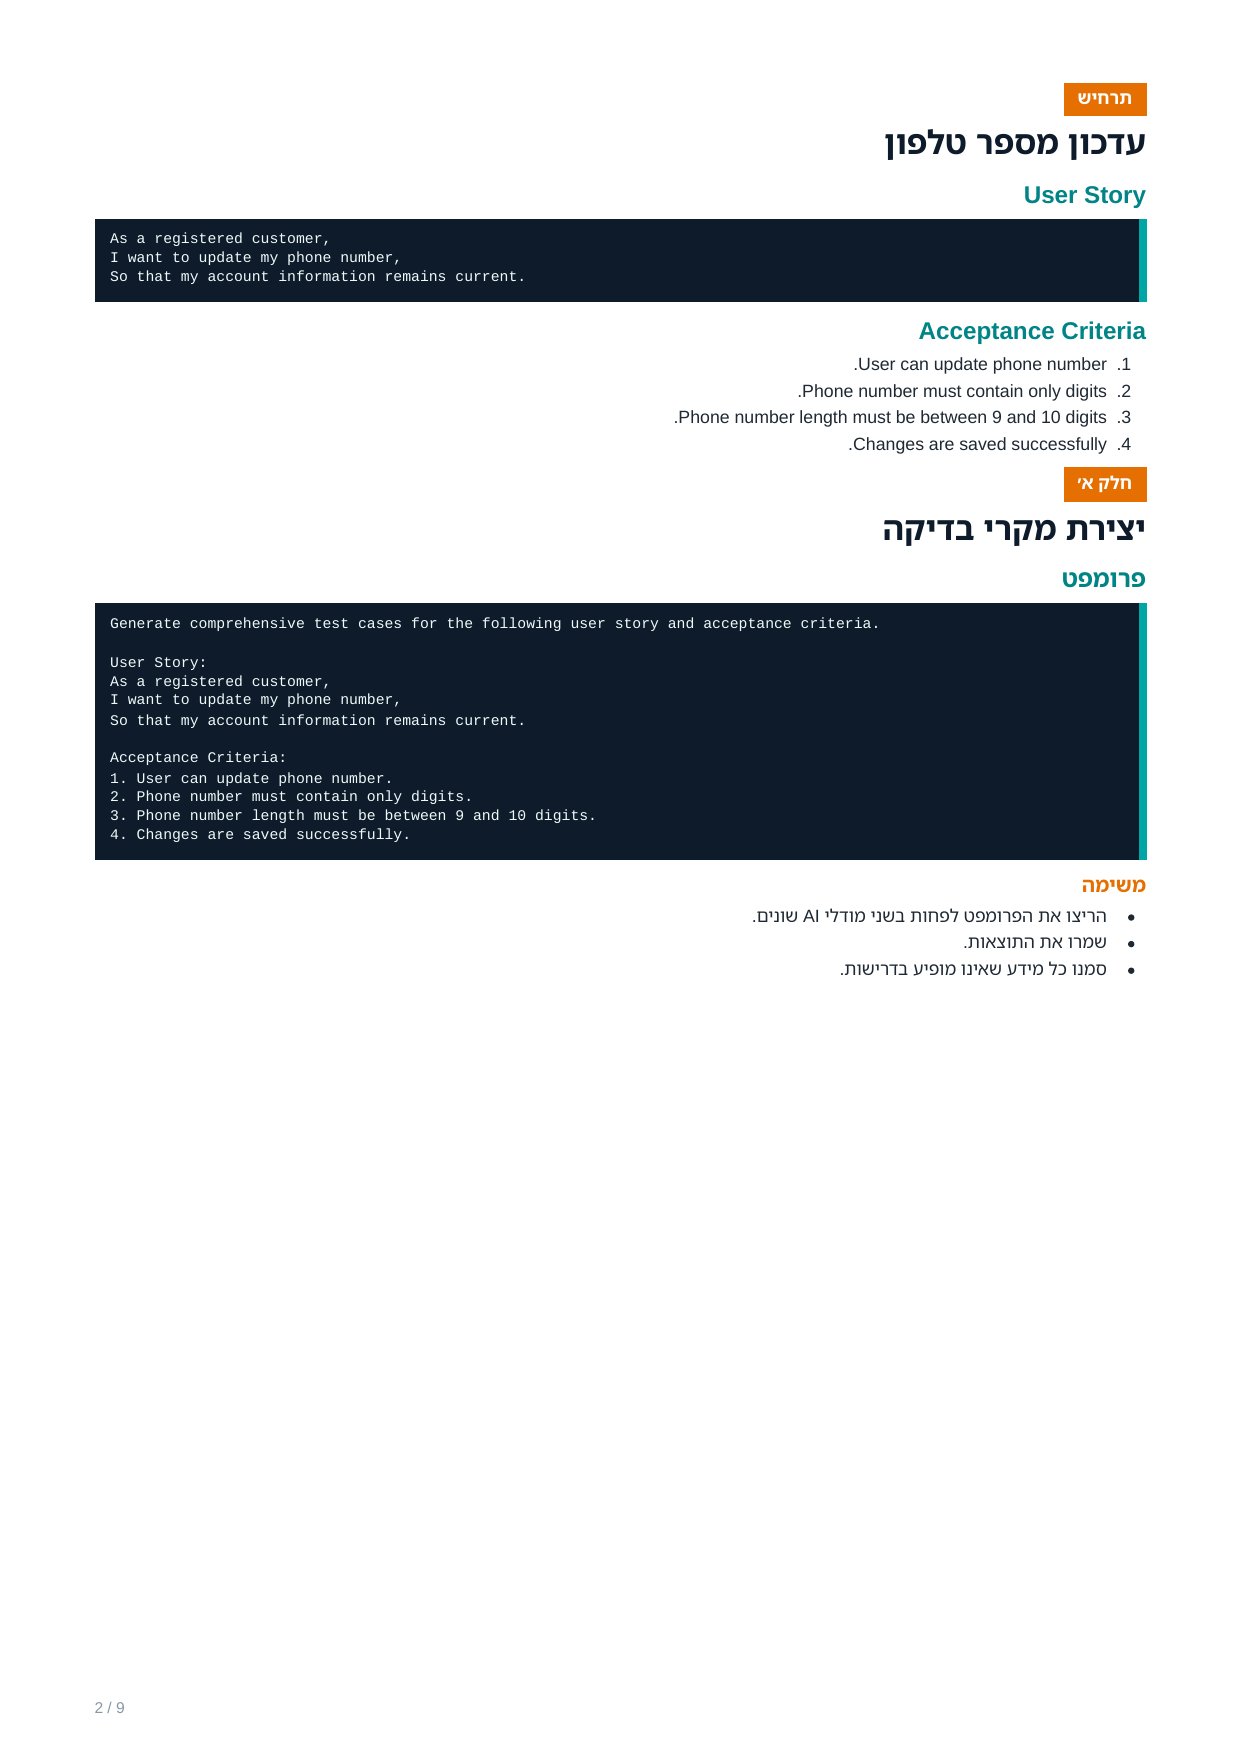 תרחיש
עדכון מספר טלפון
User Story
As a registered customer,
I want to update my phone number,
So that my account information remains current.
Acceptance Criteria
1. User can update phone number.
2. Phone number must contain only digits.
3. Phone number length must be between 9 and 10 digits.
4. Changes are saved successfully.
חלק א׳
יצירת מקרי בדיקה
פרומפט
Generate comprehensive test cases for the following user story and acceptance criteria.
User Story:
As a registered customer,
I want to update my phone number,
So that my account information remains current.
Acceptance Criteria:
1. User can update phone number.
2. Phone number must contain only digits.
3. Phone number length must be between 9 and 10 digits.
4. Changes are saved successfully.
משימה
• הריצו את הפרומפט לפחות בשני מודלי AI שונים.
• שמרו את התוצאות.
• סמנו כל מידע שאינו מופיע בדרישות.
2 / 9